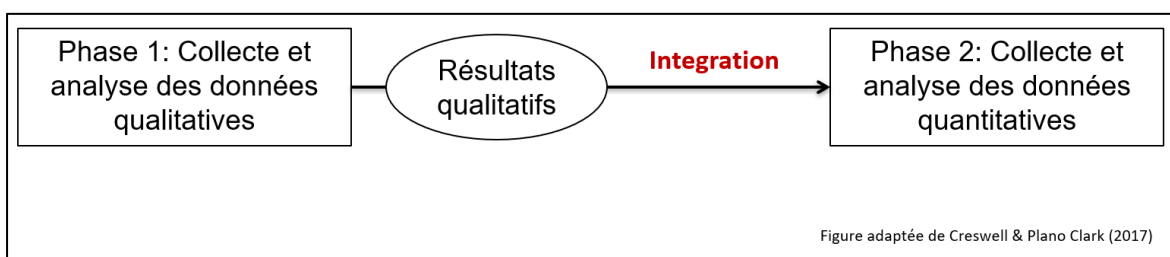 Phase 1: Collecte et
analyse des données
qualitatives
Résultats
qualitatifs
Integration
Phase 2: Collecte et
analyse des données
quantitatives
Figure adaptée de Creswell & Plano Clark (2017)